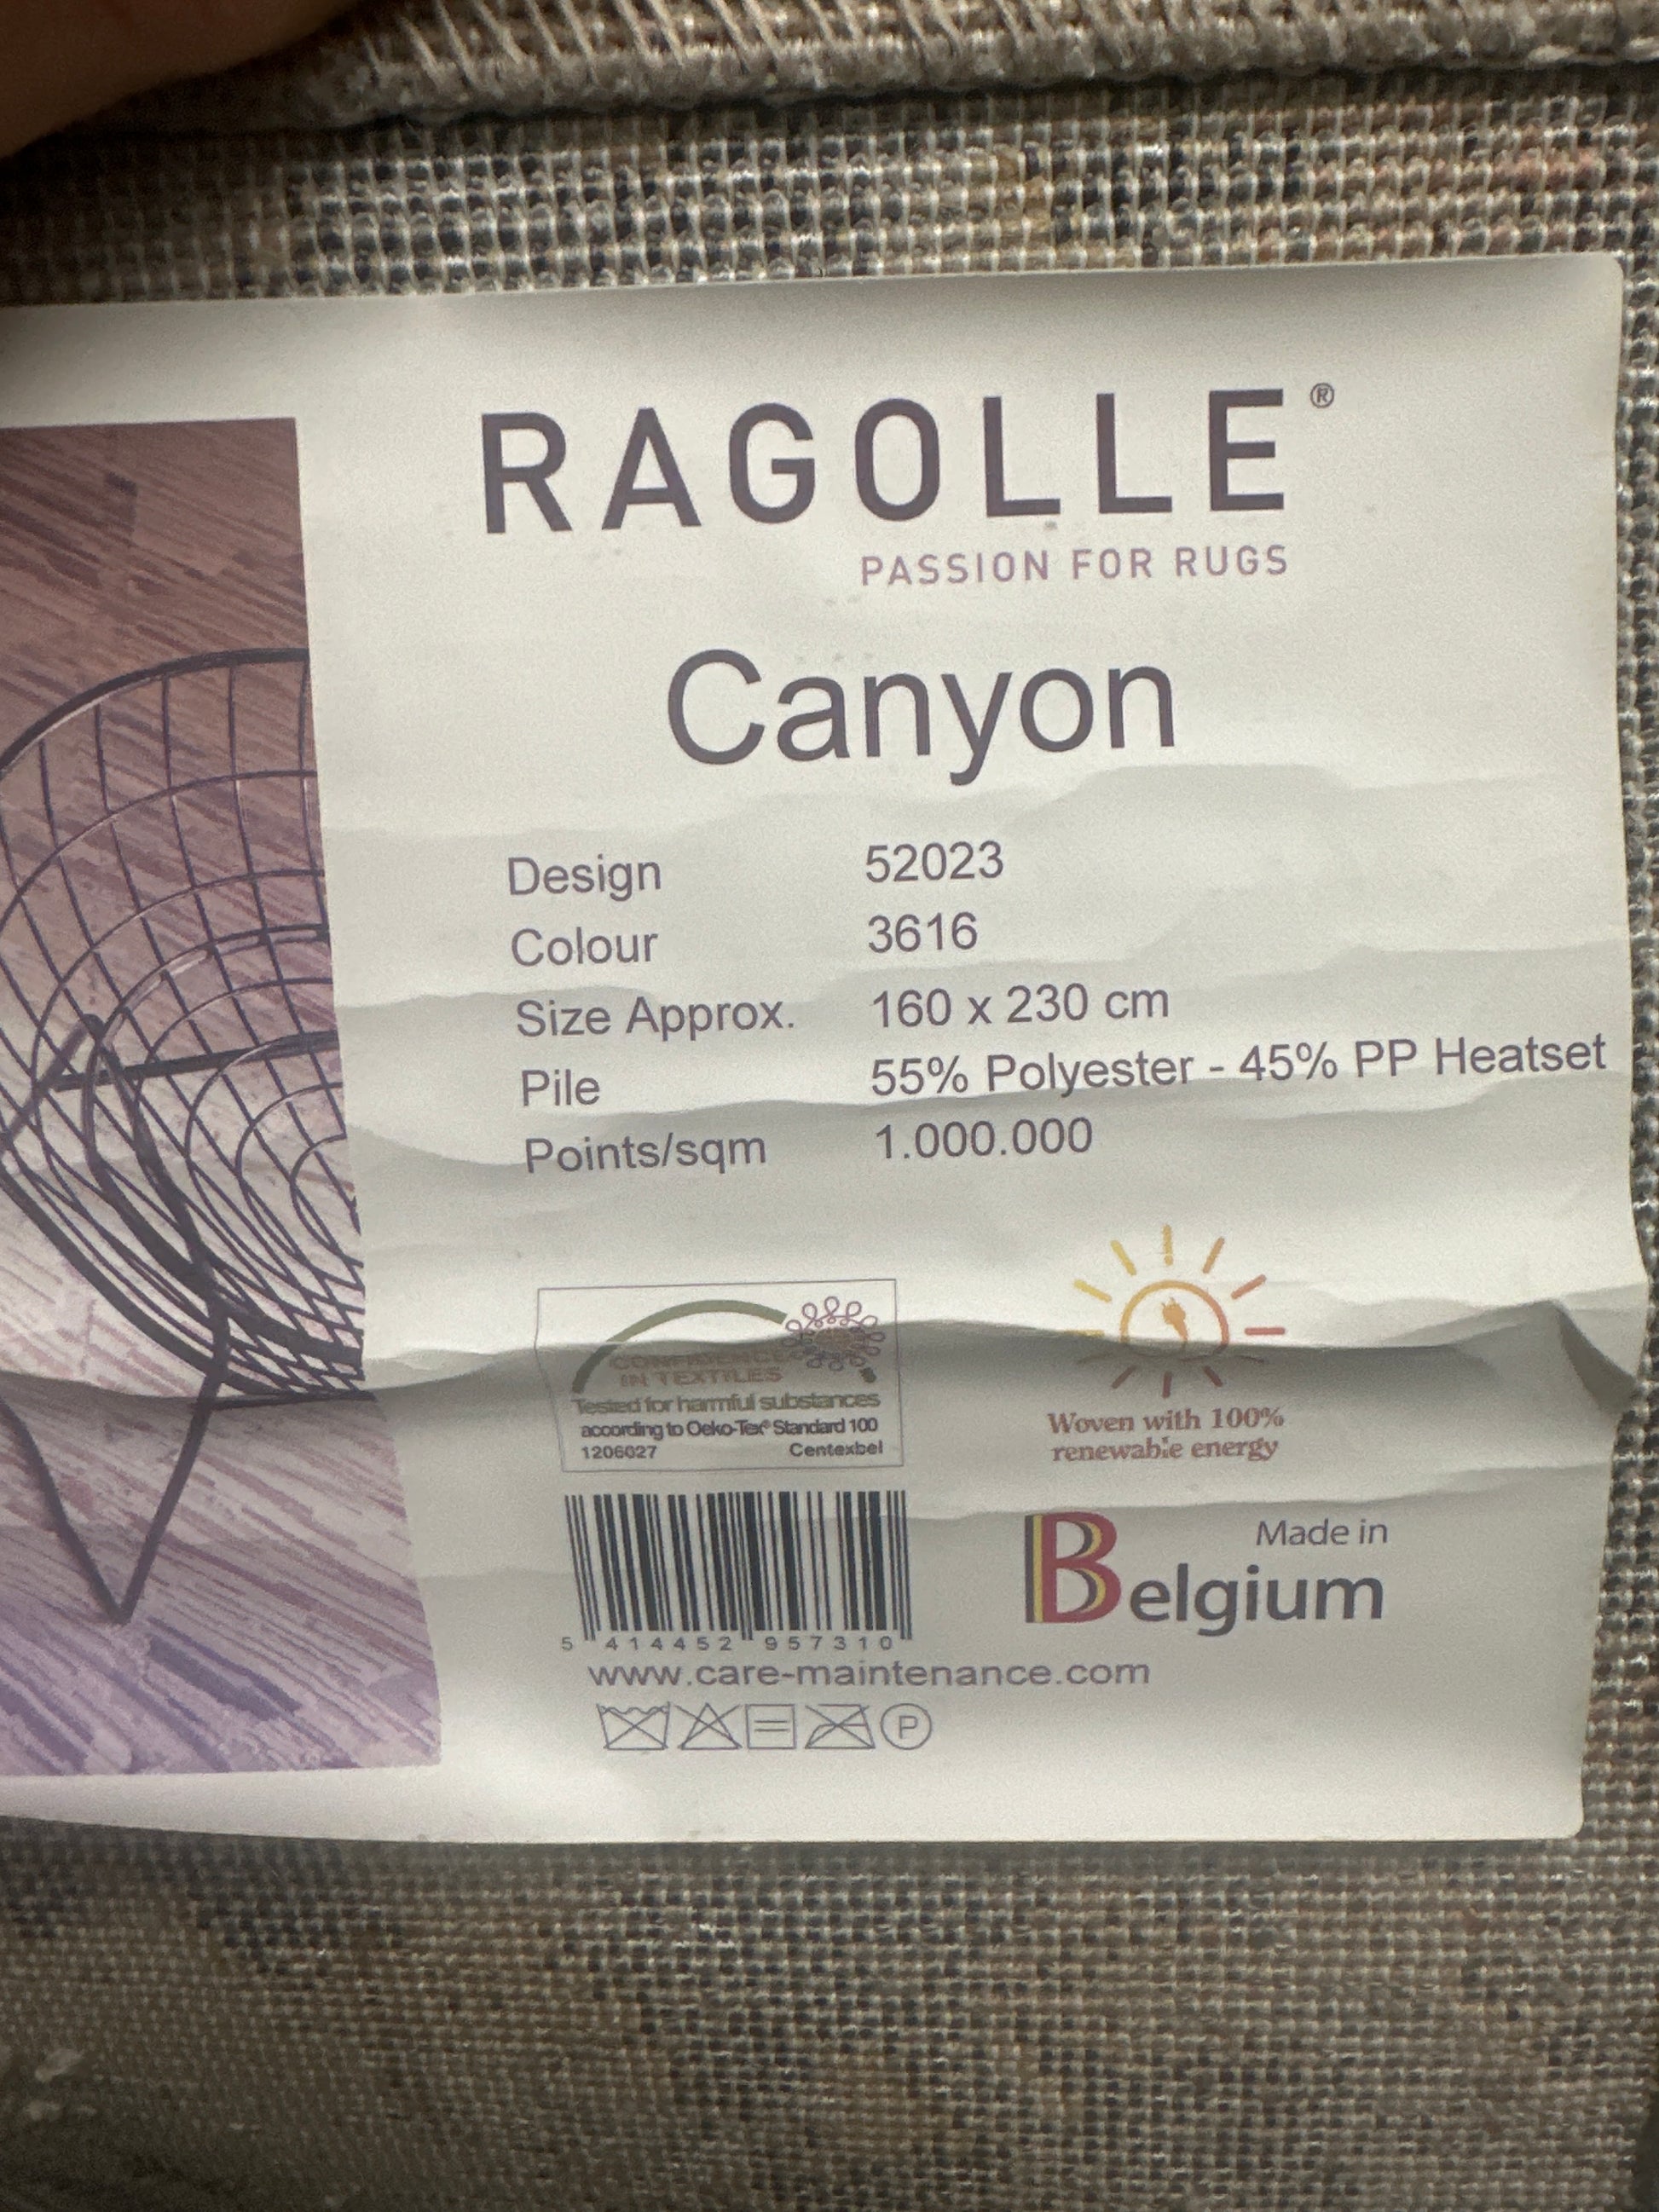 RAGOLLE®
PASSION FOR RUGS
Canyon
Design 52023
Colour 3616
Size Approx. 160 x 230 cm
Pile 55% Polyester - 45% PP Heatset
Points/sqm 1.000.000
CONFIDENCE
IN TEXTILES
Tested for harmful substances
according to Oeko-Tex® Standard 100
1206027 Centexbel
Woven with 100%
renewable energy
Made in
Belgium
5 414452 957310
www.care-maintenance.com
P